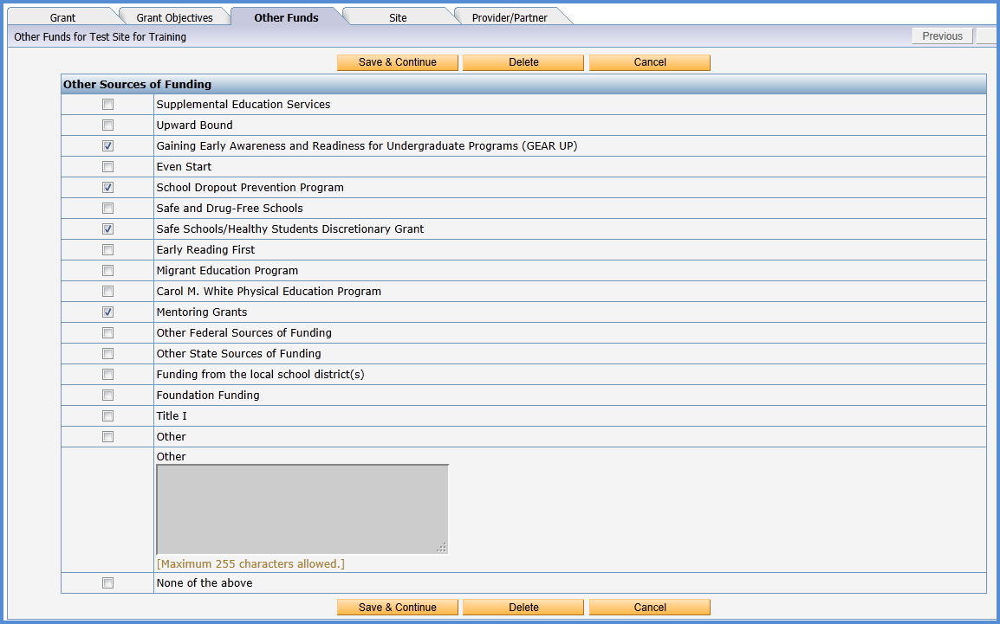 Grant Grant Objectives Other Funds Site Provider/Partner
Other Funds for Test Site for Training Previous
Save & Continue Delete Cancel
Other Sources of Funding
Supplemental Education Services
Upward Bound
Gaining Early Awareness and Readiness for Undergraduate Programs (GEAR UP)
Even Start
School Dropout Prevention Program
Safe and Drug-Free Schools
Safe Schools/Healthy Students Discretionary Grant
Early Reading First
Migrant Education Program
Carol M. White Physical Education Program
Mentoring Grants
Other Federal Sources of Funding
Other State Sources of Funding
Funding from the local school district(s)
Foundation Funding
Title I
Other
Other
[Maximum 255 characters allowed.]
None of the above
Save & Continue Delete Cancel